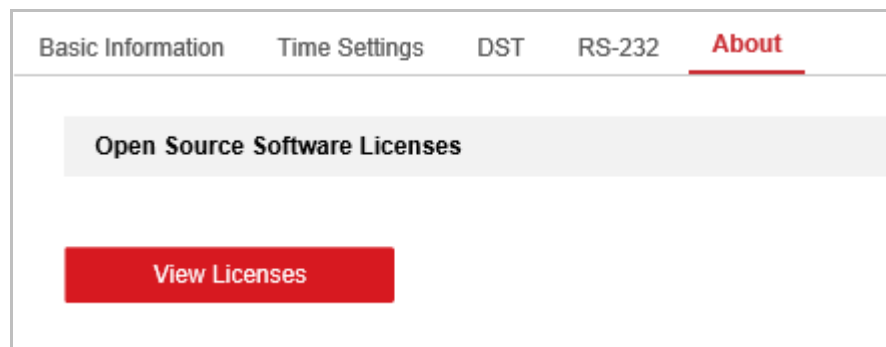 Basic Information Time Settings DST RS-232 About
Open Source Software Licenses
View Licenses